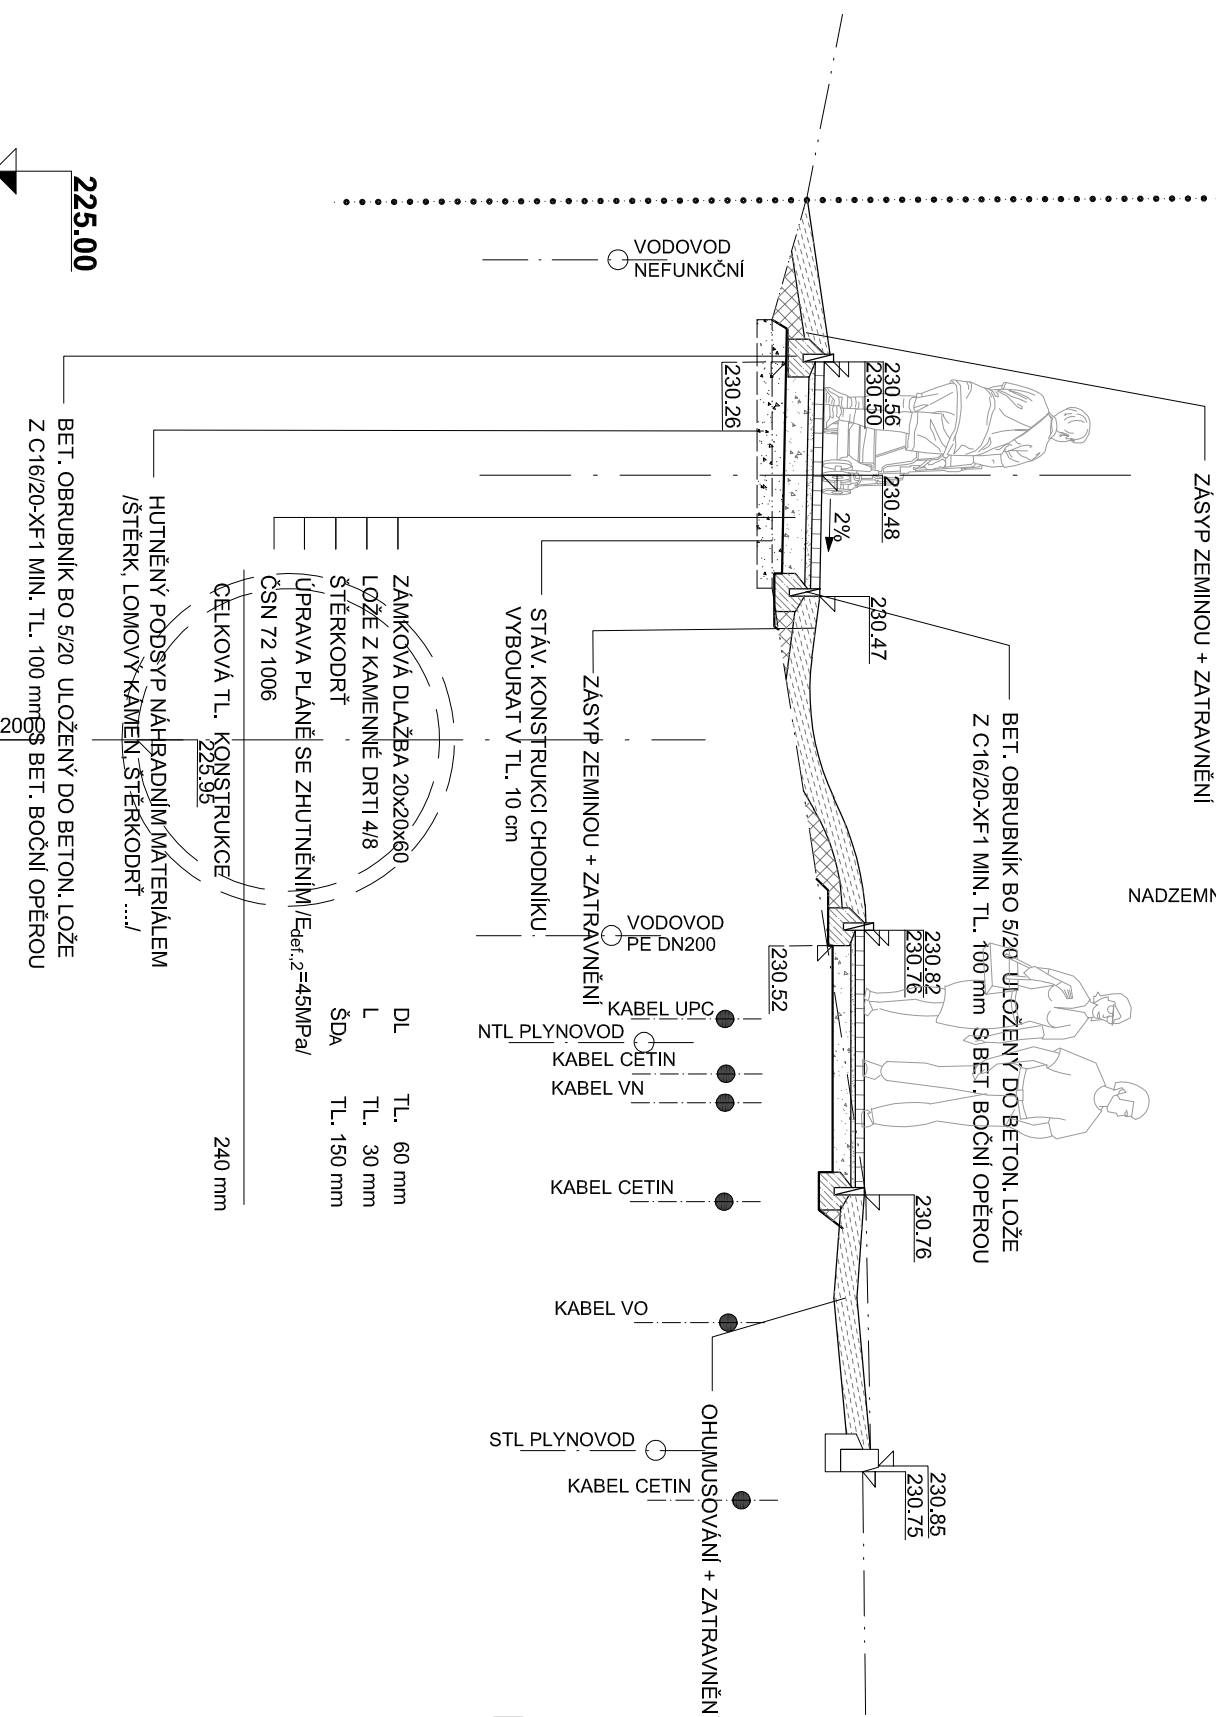 ZÁSYP ZEMINOU + ZATRAVNĚNÍ
NADZEMN
BET. OBRUBNÍK BO 5/20 ULOŽENÝ DO BETON. LOŽE
Z C16/20-XF1 MIN. TL. 100 mm S BET. BOČNÍ OPĚROU
230.56
230.50
230.48
2%
230.47
230.26
230.82
230.76
230.52
230.76
230.85
230.75
VODOVOD
NEFUNKČNÍ
VODOVOD
PE DN200
KABEL UPC
NTL PLYNOVOD
KABEL CETIN
KABEL VN
KABEL CETIN
KABEL VO
STL PLYNOVOD
KABEL CETIN
OHUMUSOVÁNÍ + ZATRAVNĚN
ZÁSYP ZEMINOU + ZATRAVNĚNÍ
STÁV. KONSTRUKCI CHODNÍKU
VYBOURAT V TL. 10 cm
ZÁMKOVÁ DLAŽBA 20x20x60 DL TL. 60 mm
LOŽE Z KAMENNÉ DRTI 4/8 L TL. 30 mm
ŠTĚRKODRŤ ŠDA TL. 150 mm
ÚPRAVA PLÁNĚ SE ZHUTNĚNÍM /Edef.,2=45MPa/
ČSN 72 1006
CELKOVÁ TL. KONSTRUKCE 240 mm
225.95
HUTNĚNÝ PODSYP NÁHRADNÍM MATERIÁLEM
/ŠTĚRK, LOMOVÝ KÁMEN, ŠTĚRKODRŤ ..../
BET. OBRUBNÍK BO 5/20 ULOŽENÝ DO BETON. LOŽE
Z C16/20-XF1 MIN. TL. 100 mm S BET. BOČNÍ OPĚROU
2000
225.00